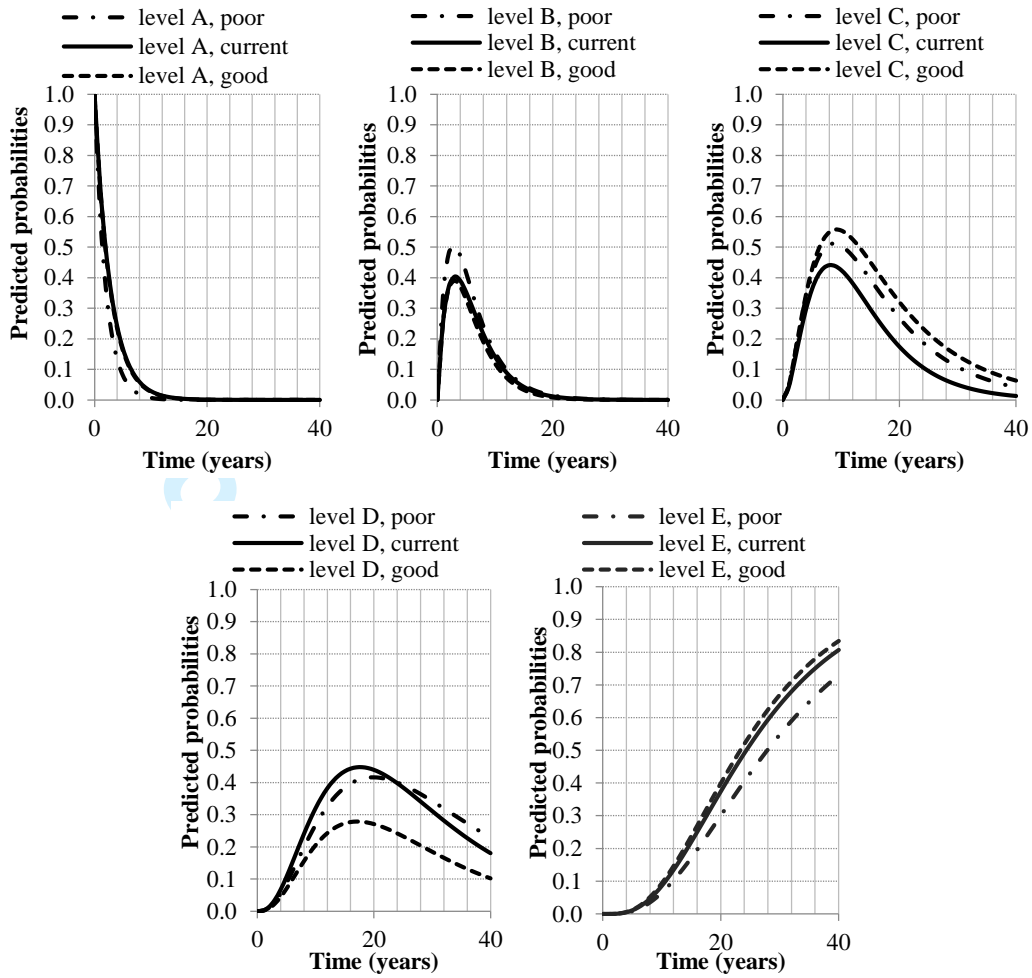 level A, poor
level A, current
level A, good
1.0
0.9
0.8
0.7
0.6
0.5
0.4
0.3
0.2
0.1
0.0
Predicted probabilities
0 20 40
Time (years)
level B, poor
level B, current
level B, good
1.0
0.9
0.8
0.7
0.6
0.5
0.4
0.3
0.2
0.1
0.0
Predicted probabilities
0 20 40
Time (years)
level C, poor
level C, current
level C, good
1.0
0.9
0.8
0.7
0.6
0.5
0.4
0.3
0.2
0.1
0.0
Predicted probabilities
0 20 40
Time (years)
level D, poor
level D, current
level D, good
1.0
0.9
0.8
0.7
0.6
0.5
0.4
0.3
0.2
0.1
0.0
Predicted probabilities
0 20 40
Time (years)
level E, poor
level E, current
level E, good
1.0
0.9
0.8
0.7
0.6
0.5
0.4
0.3
0.2
0.1
0.0
Predicted probabilities
0 20 40
Time (years)